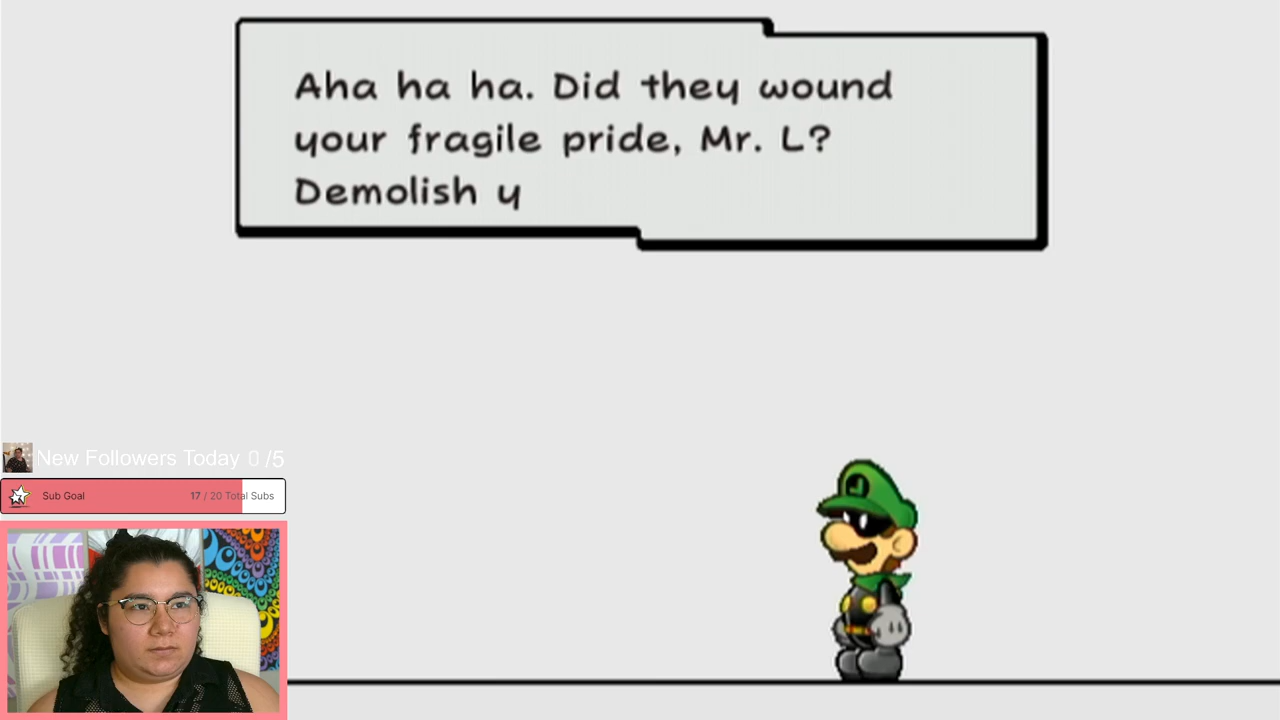 Aha ha ha. Did they wound
your fragile pride, Mr. L?
Demolish y
New Followers Today 0 /5
Sub Goal
17 / 20 Total Subs